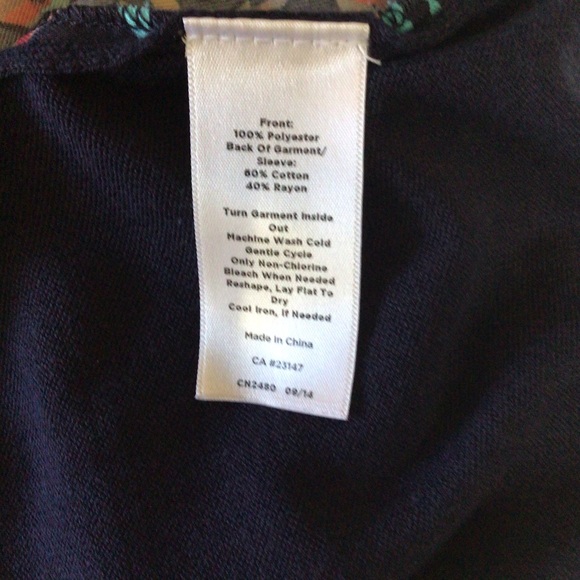 Front:
100% Polyester
Back Of Garment/
Sleeve:
60% Cotton
40% Rayon
Turn Garment Inside
Out
Machine Wash Cold
Gentle Cycle
Only Non-Chlorine
Bleach When Needed
Reshape, Lay Flat To
Dry
Cool Iron, If Needed
Made in China
CA #23147
CN2480 09/14